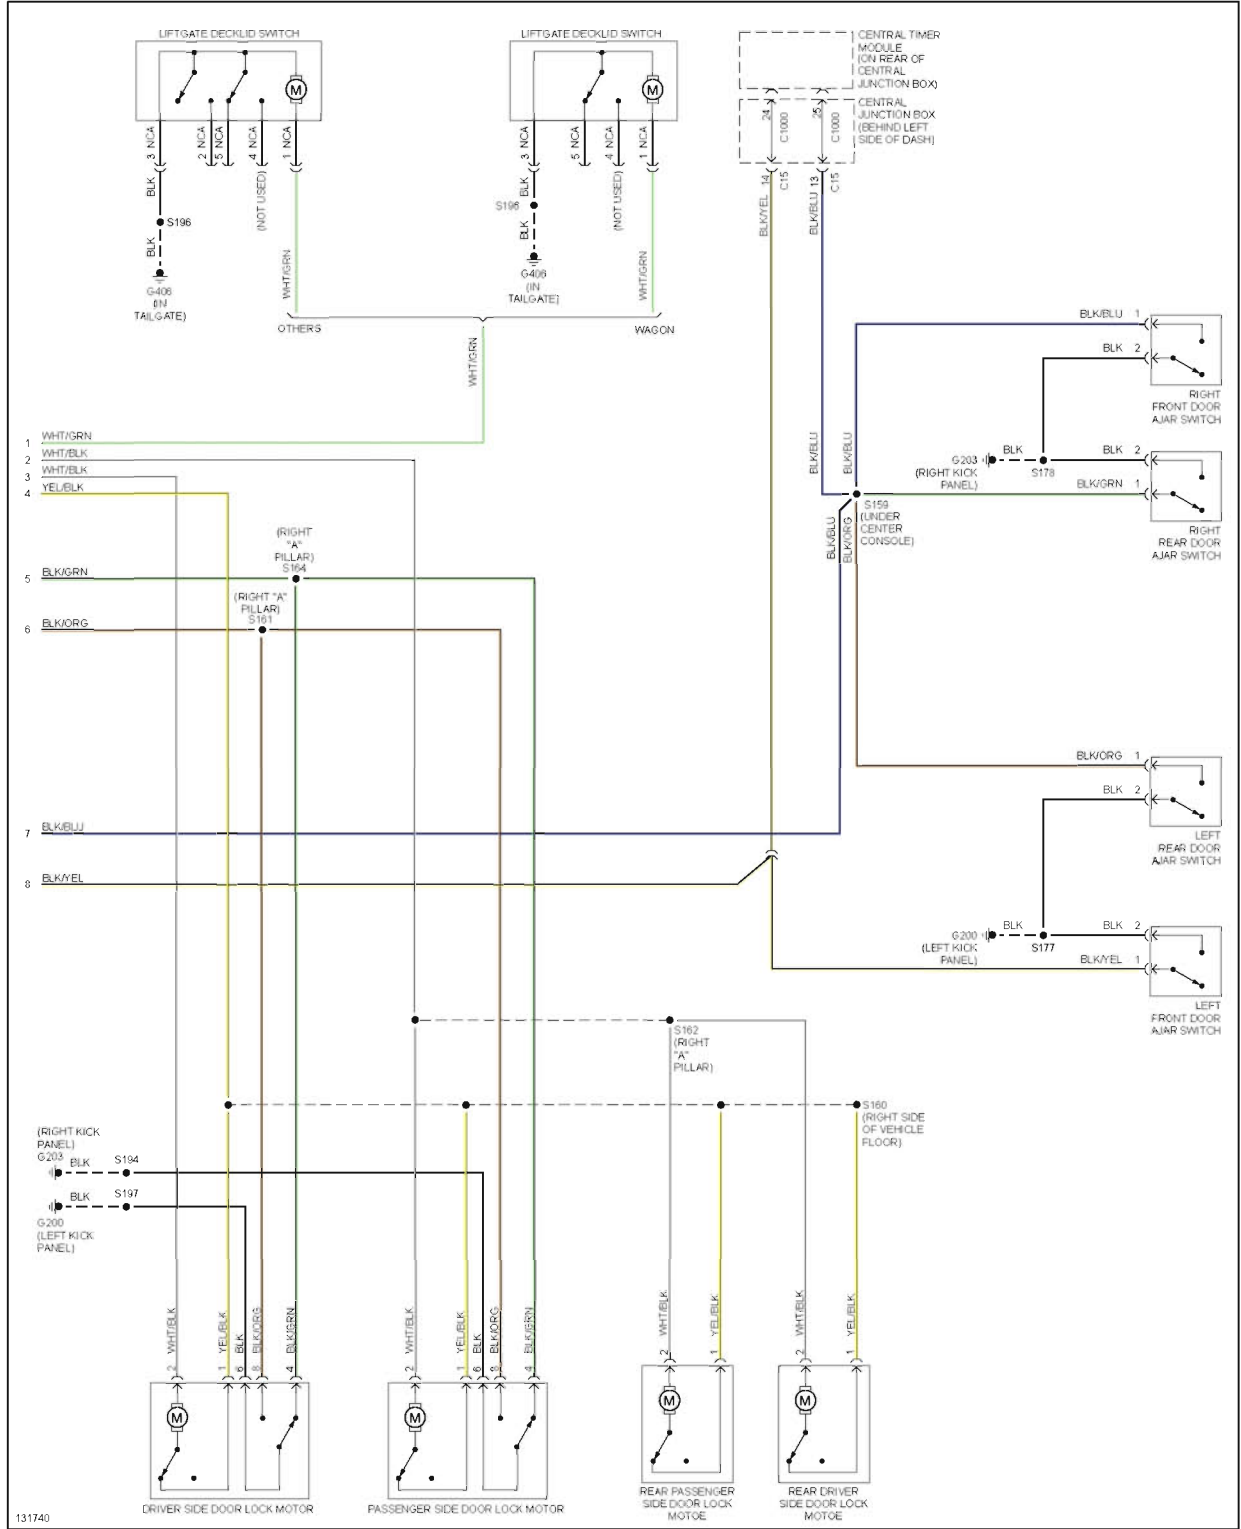 LIFTGATE DECKLID SWITCH
M
3 NCA
2 NCA
5 NCA
4 NCA
1 NCA
BLK
(NOT USED)
S196
BLK
G406
(IN
TAILGATE)
WHT/GRN
OTHERS
LIFTGATE DECKLID SWITCH
M
3 NCA
5 NCA
4 NCA
1 NCA
BLK
(NOT USED)
S196
BLK
G406
(IN
TAILGATE)
WHT/GRN
WAGON
WHT/GRN
CENTRAL TIMER
MODULE
(ON REAR OF
CENTRAL
JUNCTION BOX)
CENTRAL
JUNCTION BOX
(BEHIND LEFT
SIDE OF DASH)
24
C1000
25
C1000
14
C15
13
C15
BLK/YEL
BLK/BLU
BLK/BLU 1
BLK 2
RIGHT
FRONT DOOR
AJAR SWITCH
G203
(RIGHT KICK
PANEL)
BLK
S178
BLK 2
BLK/GRN 1
RIGHT
REAR DOOR
AJAR SWITCH
BLK/BLU
BLK/BLU
S159
(UNDER
CENTER
CONSOLE)
BLK/BLU
BLK/ORG
1 WHT/GRN
2 WHT/BLK
3 WHT/BLK
4 YEL/BLK
(RIGHT
"A"
PILLAR)
S164
5 BLK/GRN
(RIGHT "A"
PILLAR)
S161
6 BLK/ORG
7 BLK/BLU
8 BLK/YEL
BLK/ORG 1
BLK 2
LEFT
REAR DOOR
AJAR SWITCH
G200
(LEFT KICK
PANEL)
BLK
S177
BLK 2
BLK/YEL 1
LEFT
FRONT DOOR
AJAR SWITCH
S162
(RIGHT
"A"
PILLAR)
S160
(RIGHT SIDE
OF VEHICLE
FLOOR)
(RIGHT KICK
PANEL)
G203
BLK
S194
BLK
S197
G200
(LEFT KICK
PANEL)
2 WHT/BLK
1 YEL/BLK
6 BLK
8 BLK/ORG
4 BLK/GRN
M
DRIVER SIDE DOOR LOCK MOTOR
2 WHT/BLK
1 YEL/BLK
6 BLK
8 BLK/ORG
4 BLK/GRN
M
PASSENGER SIDE DOOR LOCK MOTOR
2 WHT/BLK
1 YEL/BLK
M
REAR PASSENGER
SIDE DOOR LOCK
MOTOE
2 WHT/BLK
1 YEL/BLK
M
REAR DRIVER
SIDE DOOR LOCK
MOTOE
131740